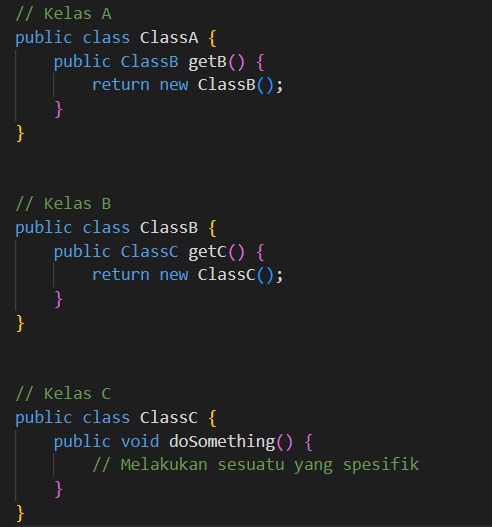 // Kelas A
public class ClassA {
    public ClassB getB() {
        return new ClassB();
    }
}
// Kelas B
public class ClassB {
    public ClassC getC() {
        return new ClassC();
    }
}
// Kelas C
public class ClassC {
    public void doSomething() {
        // Melakukan sesuatu yang spesifik
    }
}